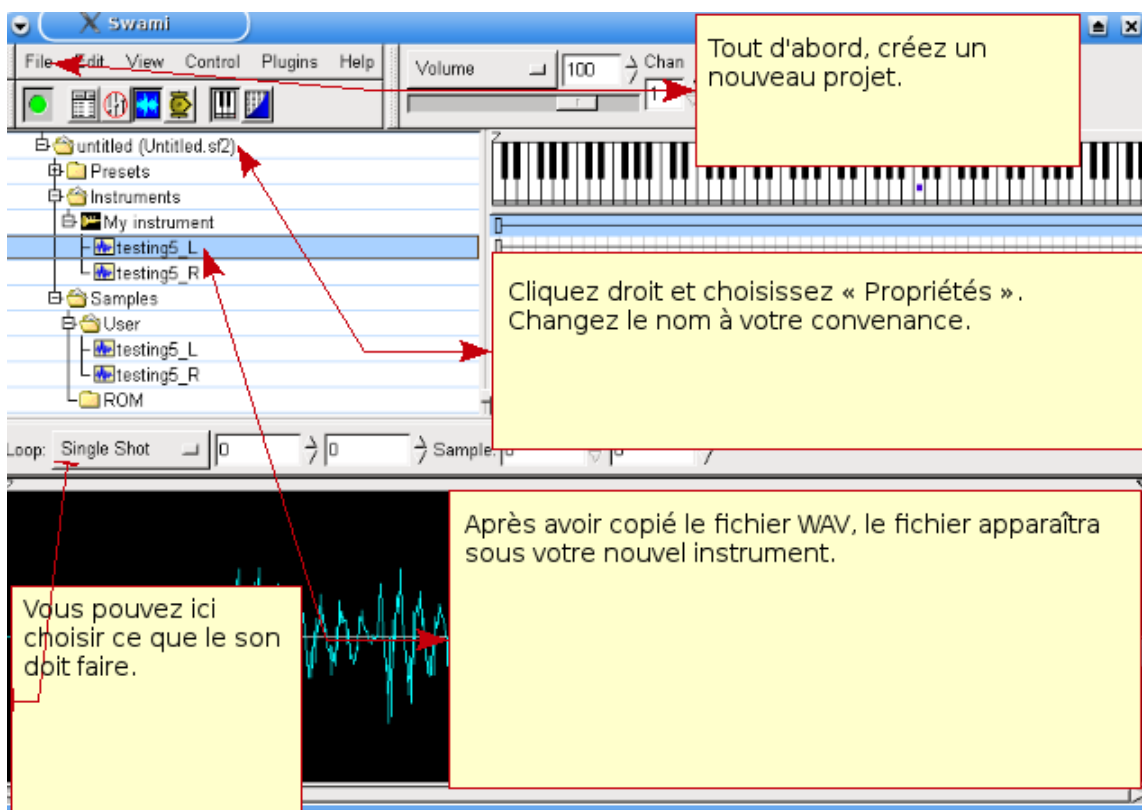 Swami
File Edit View Control Plugins Help
Volume
100
Chan
1
Tout d'abord, créez un
nouveau projet.
untitled (Untitled.sf2)
Presets
Instruments
My instrument
testing5_L
testing5_R
Samples
User
testing5_L
testing5_R
ROM
Cliquez droit et choisissez « Propriétés ».
Changez le nom à votre convenance.
Loop: Single Shot 0 0 Sample:
Après avoir copié le fichier WAV, le fichier apparaîtra
sous votre nouvel instrument.
Vous pouvez ici
choisir ce que le son
doit faire.